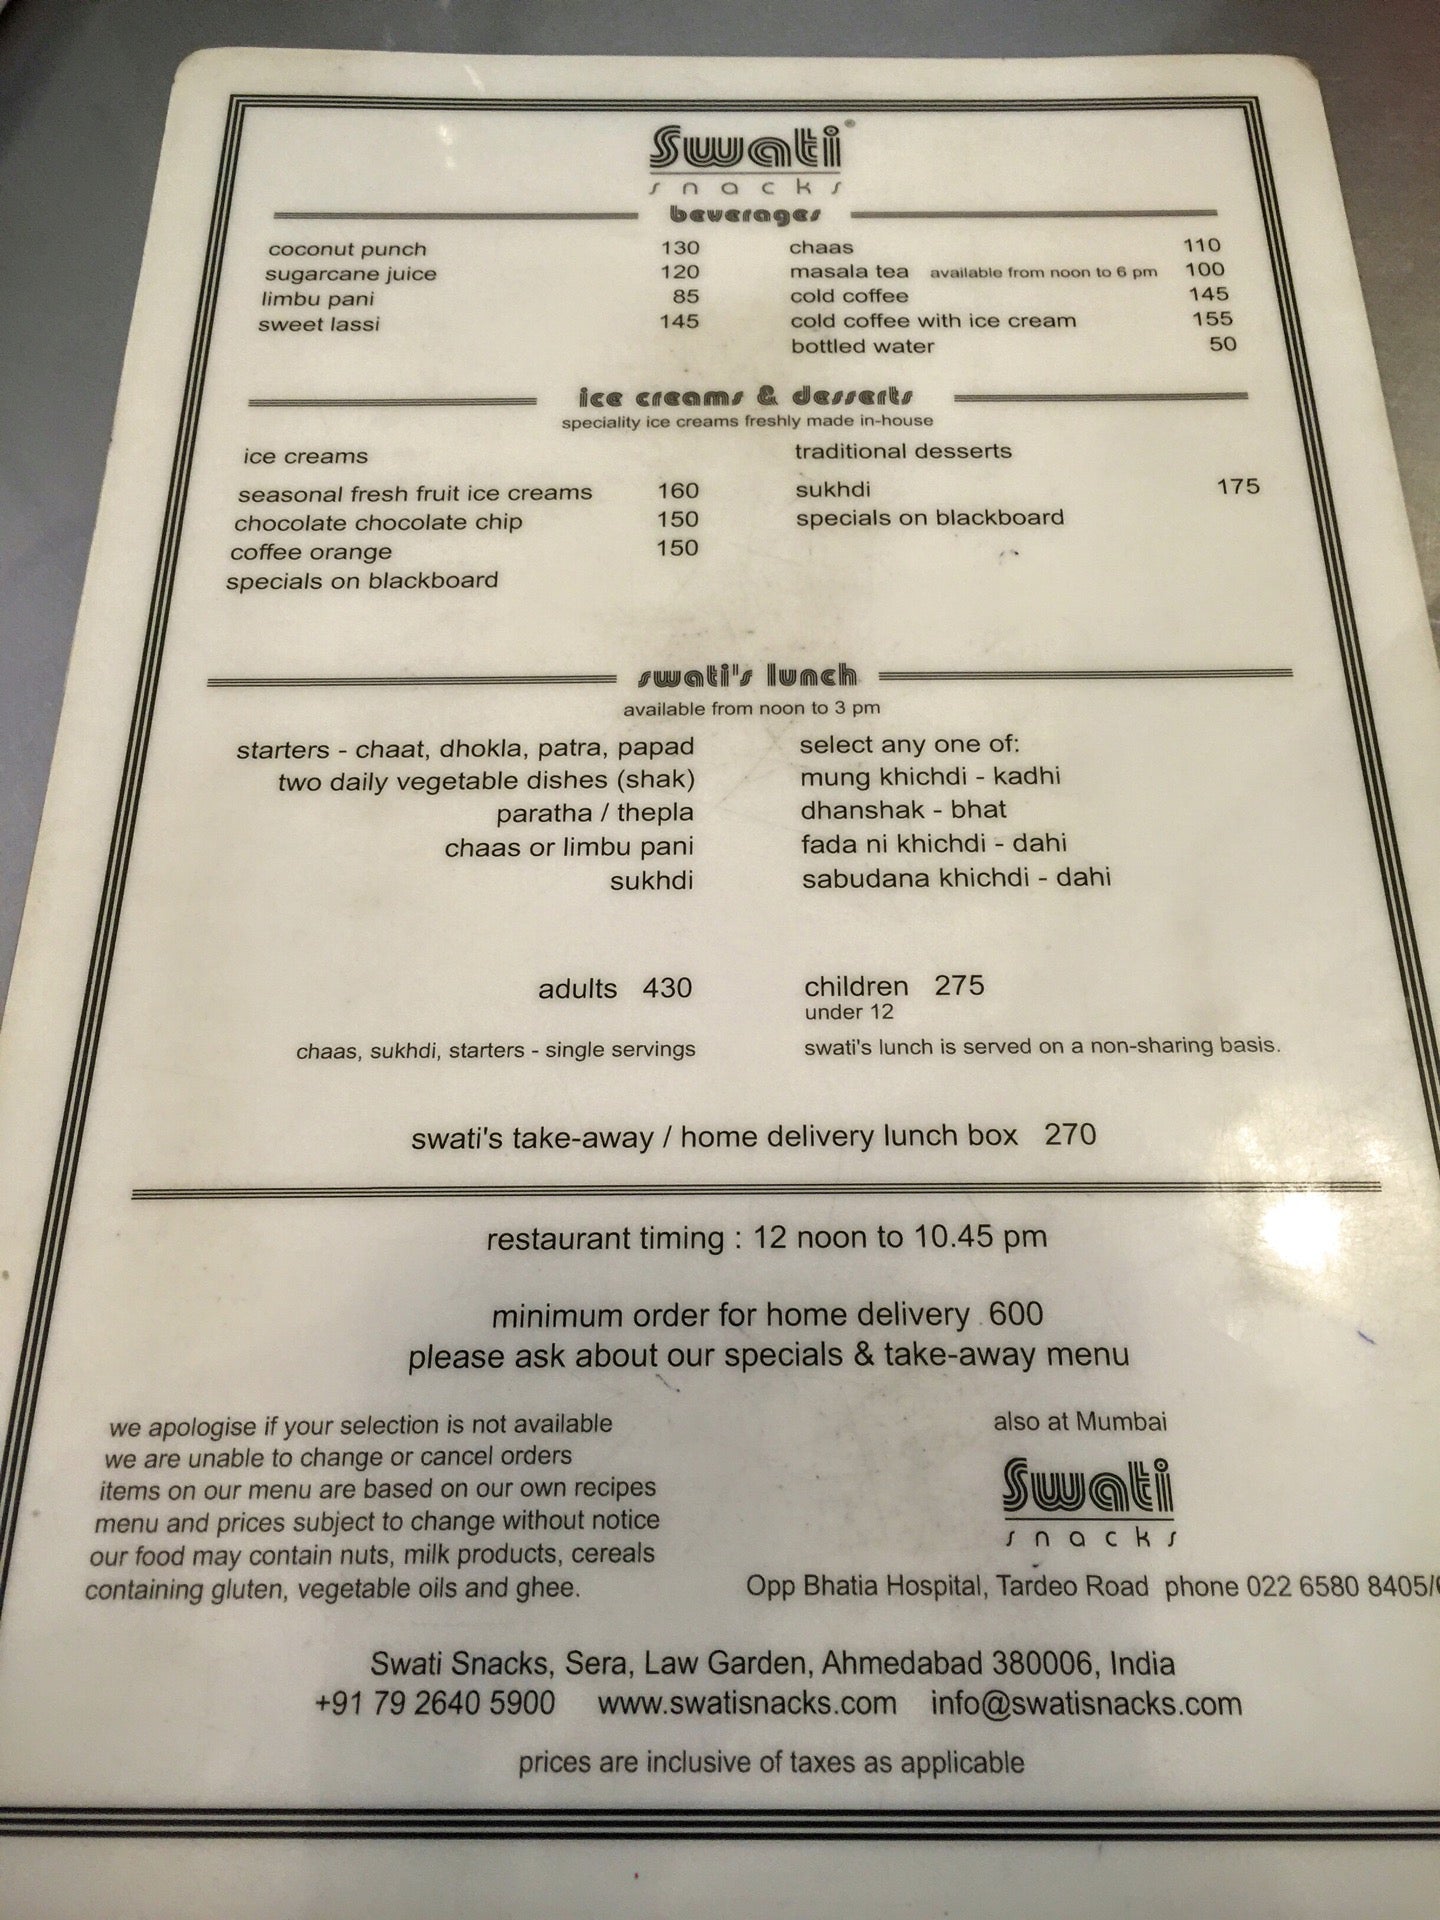 Swati®
snacks
beverages
coconut punch 130
sugarcane juice 120
limbu pani 85
sweet lassi 145
chaas 110
masala tea available from noon to 6 pm 100
cold coffee 145
cold coffee with ice cream 155
bottled water 50
ice creams & desserts
speciality ice creams freshly made in-house
ice creams
seasonal fresh fruit ice creams 160
chocolate chocolate chip 150
coffee orange 150
specials on blackboard
traditional desserts
sukhdi 175
specials on blackboard
swati's lunch
available from noon to 3 pm
starters - chaat, dhokla, patra, papad
two daily vegetable dishes (shak)
paratha / thepla
chaas or limbu pani
sukhdi
select any one of:
mung khichdi - kadhi
dhanshak - bhat
fada ni khichdi - dahi
sabudana khichdi - dahi
adults 430
children 275
under 12
chaas, sukhdi, starters - single servings
swati's lunch is served on a non-sharing basis.
swati's take-away / home delivery lunch box 270
restaurant timing : 12 noon to 10.45 pm
minimum order for home delivery 600
please ask about our specials & take-away menu
we apologise if your selection is not available
we are unable to change or cancel orders
items on our menu are based on our own recipes
menu and prices subject to change without notice
our food may contain nuts, milk products, cereals
containing gluten, vegetable oils and ghee.
also at Mumbai
Swati
snacks
Opp Bhatia Hospital, Tardeo Road phone 022 6580 8405/
Swati Snacks, Sera, Law Garden, Ahmedabad 380006, India
+91 79 2640 5900 www.swatisnacks.com info@swatisnacks.com
prices are inclusive of taxes as applicable